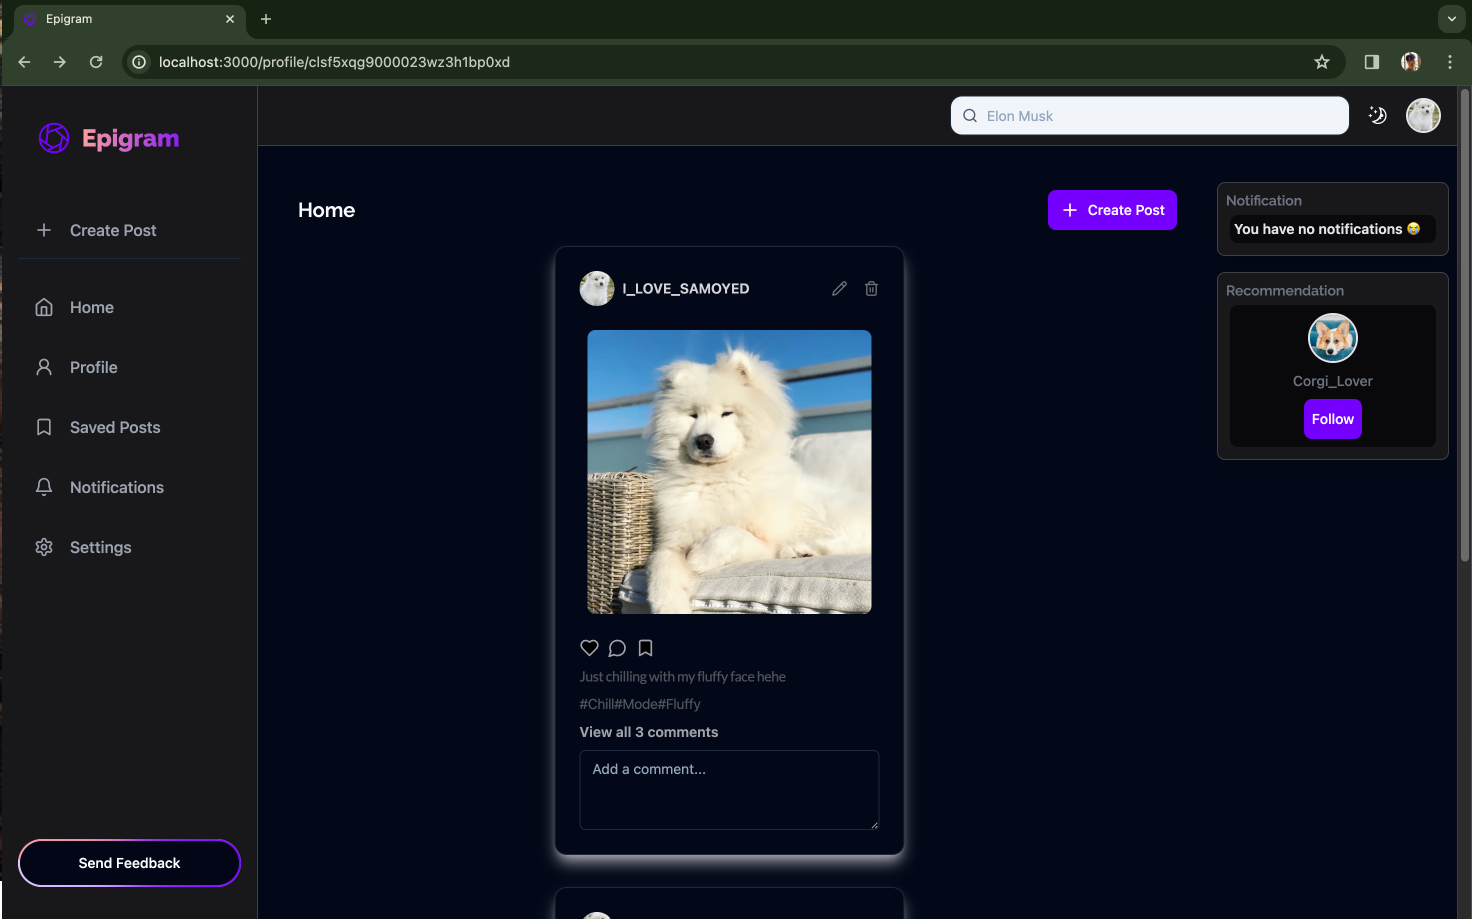 Epigram
localhost:3000/profile/clsf5xqg9000023wz3h1bp0xd
Epigram
Elon Musk
Create Post
Home
Profile
Saved Posts
Notifications
Settings
Send Feedback
Home
Create Post
I_LOVE_SAMOYED
Just chilling with my fluffy face hehe
#Chill#Mode#Fluffy
View all 3 comments
Add a comment...
Notification
You have no notifications 😭
Recommendation
Corgi_Lover
Follow